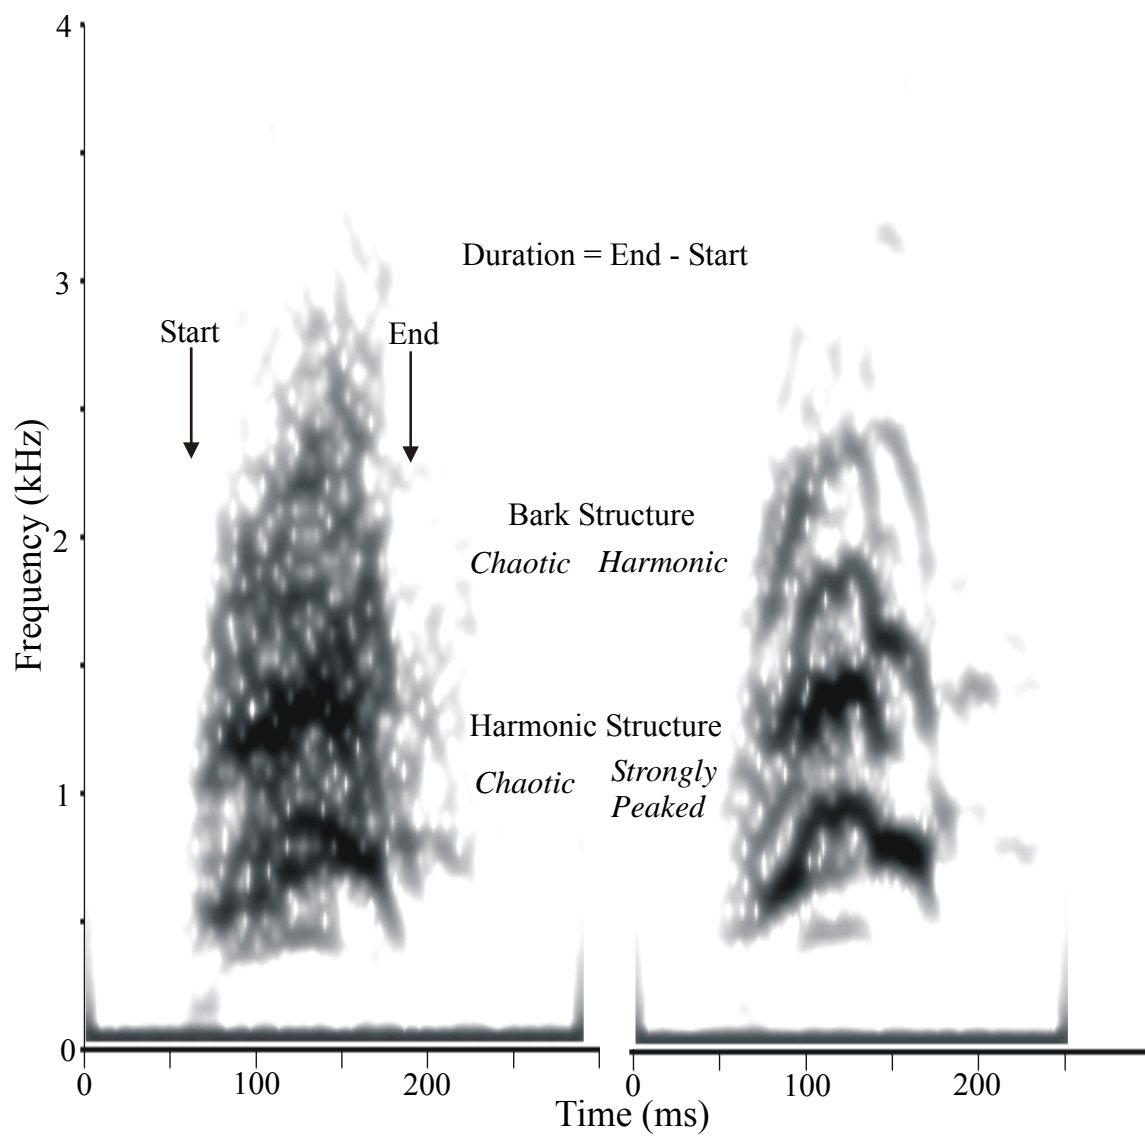 4
Duration = End - Start
3
Start
End
Frequency (kHz)
Bark Structure
2
Chaotic Harmonic
Harmonic Structure
Chaotic Strongly
Peaked
1
0
0 100 200 0 100 200
Time (ms)